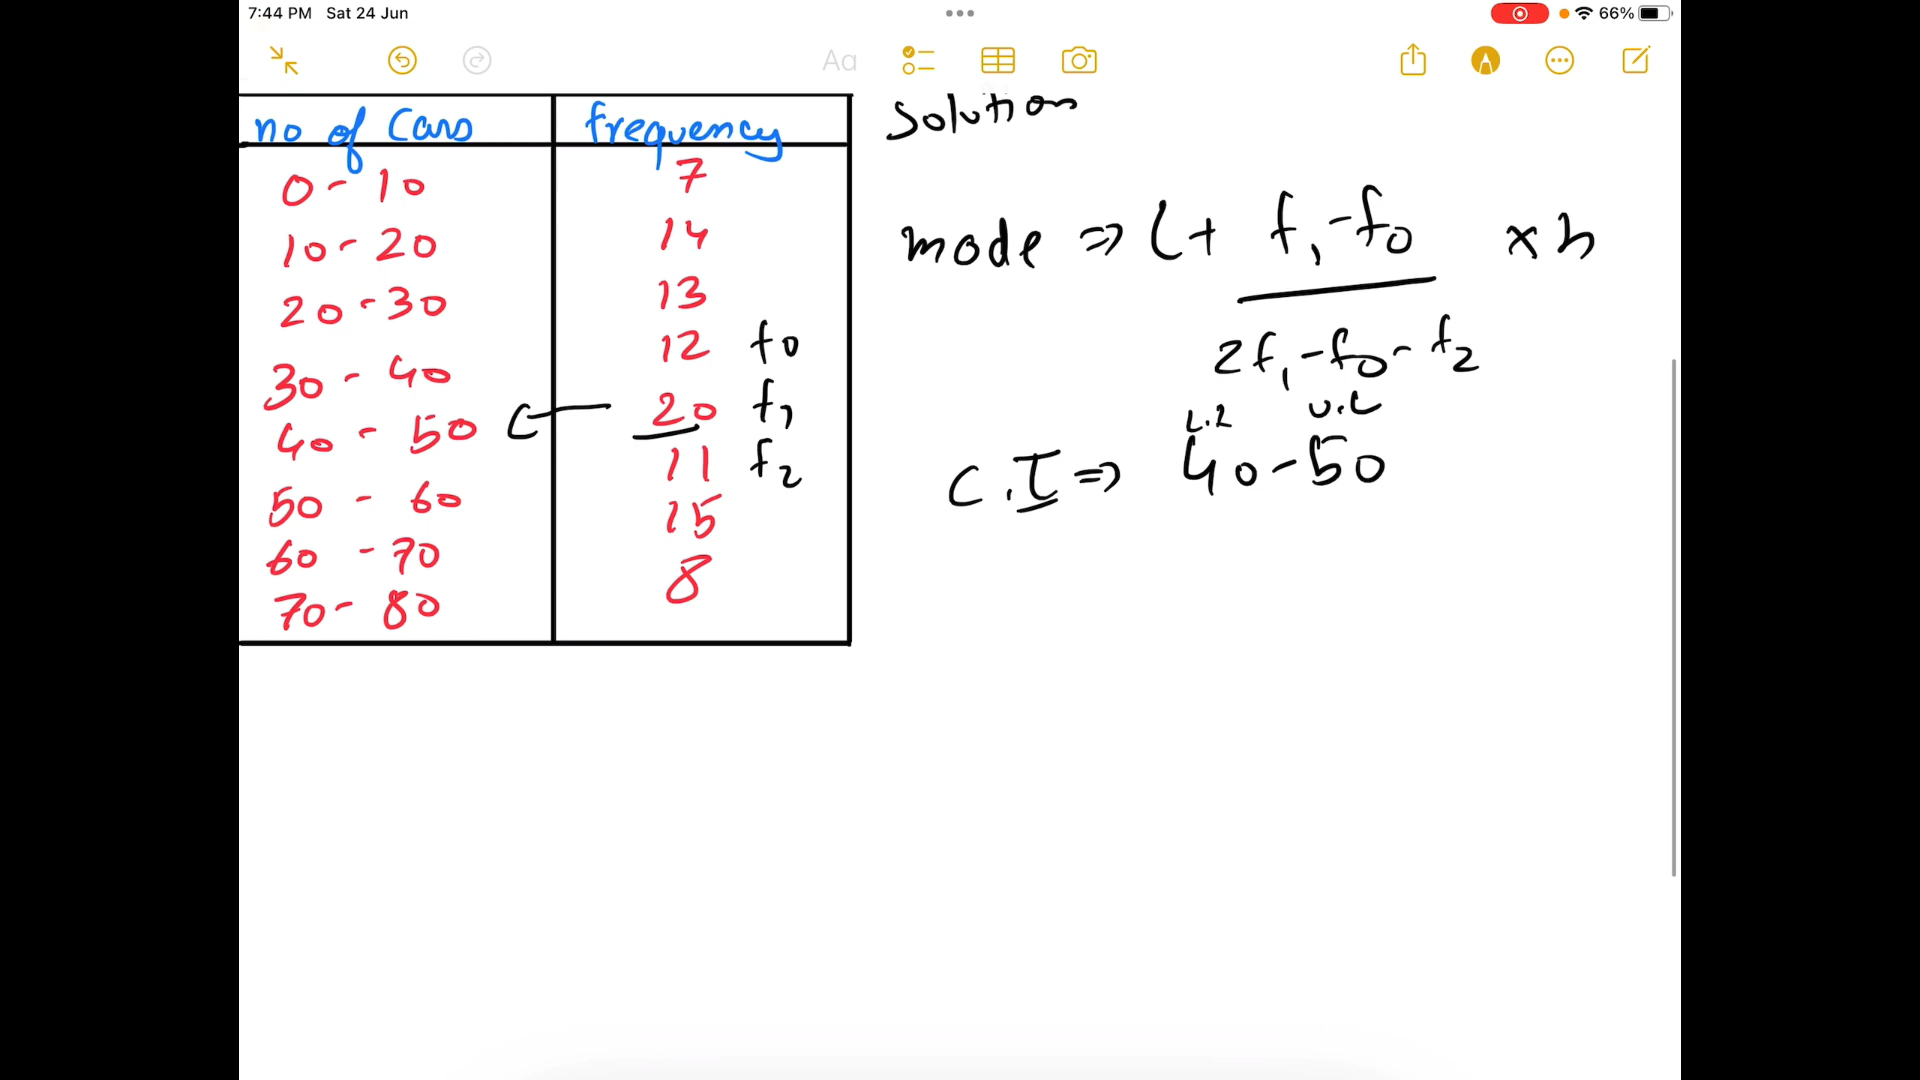 7:44 PM Sat 24 Jun
66%
Aa
no of Cars frequency
0 - 10 7
10 - 20 14
20 - 30 13
30 - 40 12 f0
40 - 50 20 f1
50 - 60 11 f2
60 - 70 15
70 - 80 8
Solution
mode ⇒ l + f1 - f0 × h
2f1 - f0 - f2
L.l u.l
C.I ⇒ 40 - 50